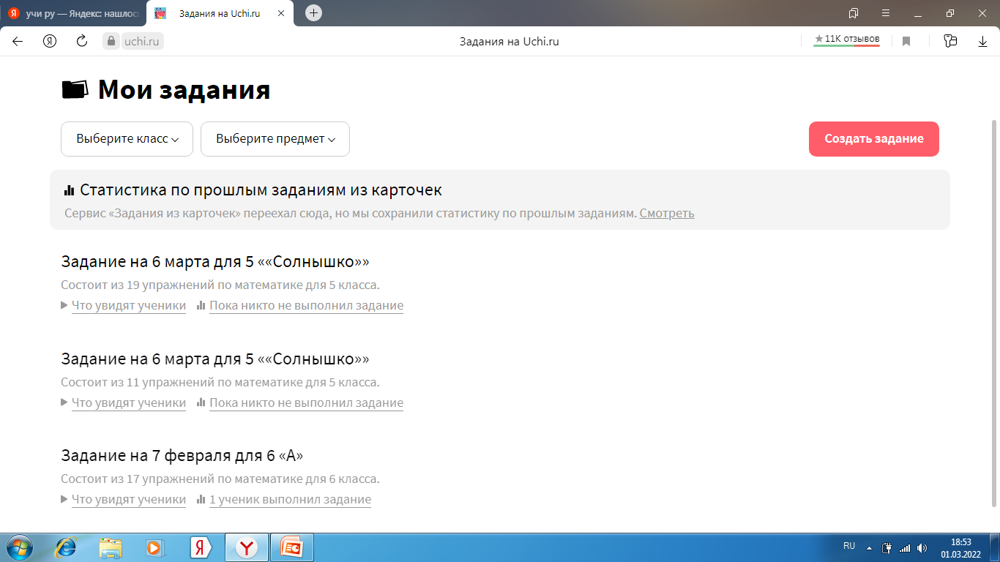 учи ру — Яндекс: нашлос
Задания на Uchi.ru
uchi.ru
Задания на Uchi.ru
★ 11K отзывов
Мои задания
Выберите класс
Выберите предмет
Создать задание
Статистика по прошлым заданиям из карточек
Сервис «Задания из карточек» переехал сюда, но мы сохранили статистику по прошлым заданиям. Смотреть
Задание на 6 марта для 5 ««Солнышко»»
Состоит из 19 упражнений по математике для 5 класса.
Что увидят ученики Пока никто не выполнил задание
Задание на 6 марта для 5 ««Солнышко»»
Состоит из 11 упражнений по математике для 5 класса.
Что увидят ученики Пока никто не выполнил задание
Задание на 7 февраля для 6 «А»
Состоит из 17 упражнений по математике для 6 класса.
Что увидят ученики 1 ученик выполнил задание
RU
18:53
01.03.2022